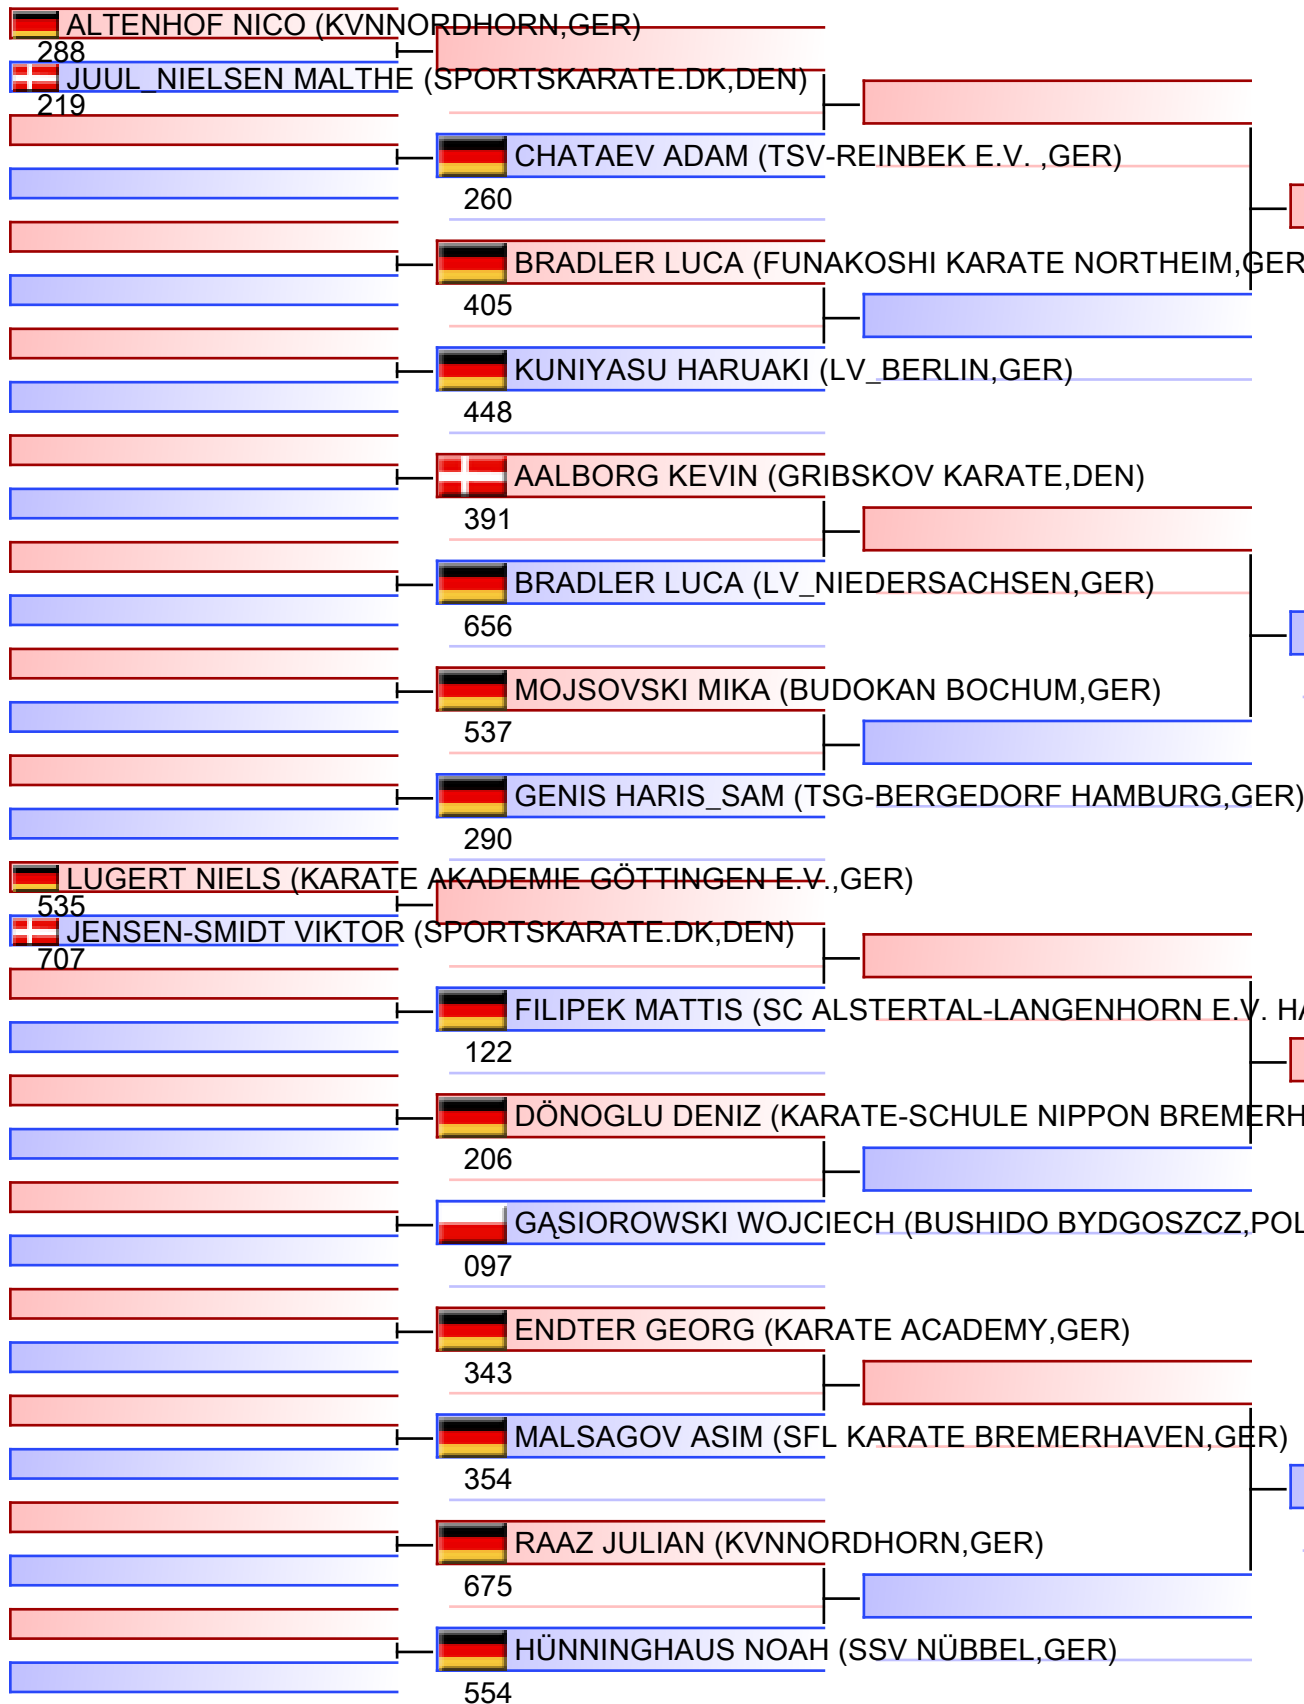 ALTENHOF NICO (KVNNORDHORN,GER)
288
JUUL_NIELSEN MALTHE (SPORTSKARATE.DK,DEN)
219
CHATAEV ADAM (TSV-REINBEK E.V. ,GER)
260
BRADLER LUCA (FUNAKOSHI KARATE NORTHEIM,GER
405
KUNIYASU HARUAKI (LV_BERLIN,GER)
448
AALBORG KEVIN (GRIBSKOV KARATE,DEN)
391
BRADLER LUCA (LV_NIEDERSACHSEN,GER)
656
MOJSOVSKI MIKA (BUDOKAN BOCHUM,GER)
537
GENIS HARIS_SAM (TSG-BERGEDORF HAMBURG,GER)
290
LUGERT NIELS (KARATE AKADEMIE GÖTTINGEN E.V.,GER)
535
JENSEN-SMIDT VIKTOR (SPORTSKARATE.DK,DEN)
707
FILIPEK MATTIS (SC ALSTERTAL-LANGENHORN E.V. HA
122
DÖNOGLU DENIZ (KARATE-SCHULE NIPPON BREMERH
206
GĄSIOROWSKI WOJCIECH (BUSHIDO BYDGOSZCZ,POL
097
ENDTER GEORG (KARATE ACADEMY,GER)
343
MALSAGOV ASIM (SFL KARATE BREMERHAVEN,GER)
354
RAAZ JULIAN (KVNNORDHORN,GER)
675
HÜNNINGHAUS NOAH (SSV NÜBBEL,GER)
554